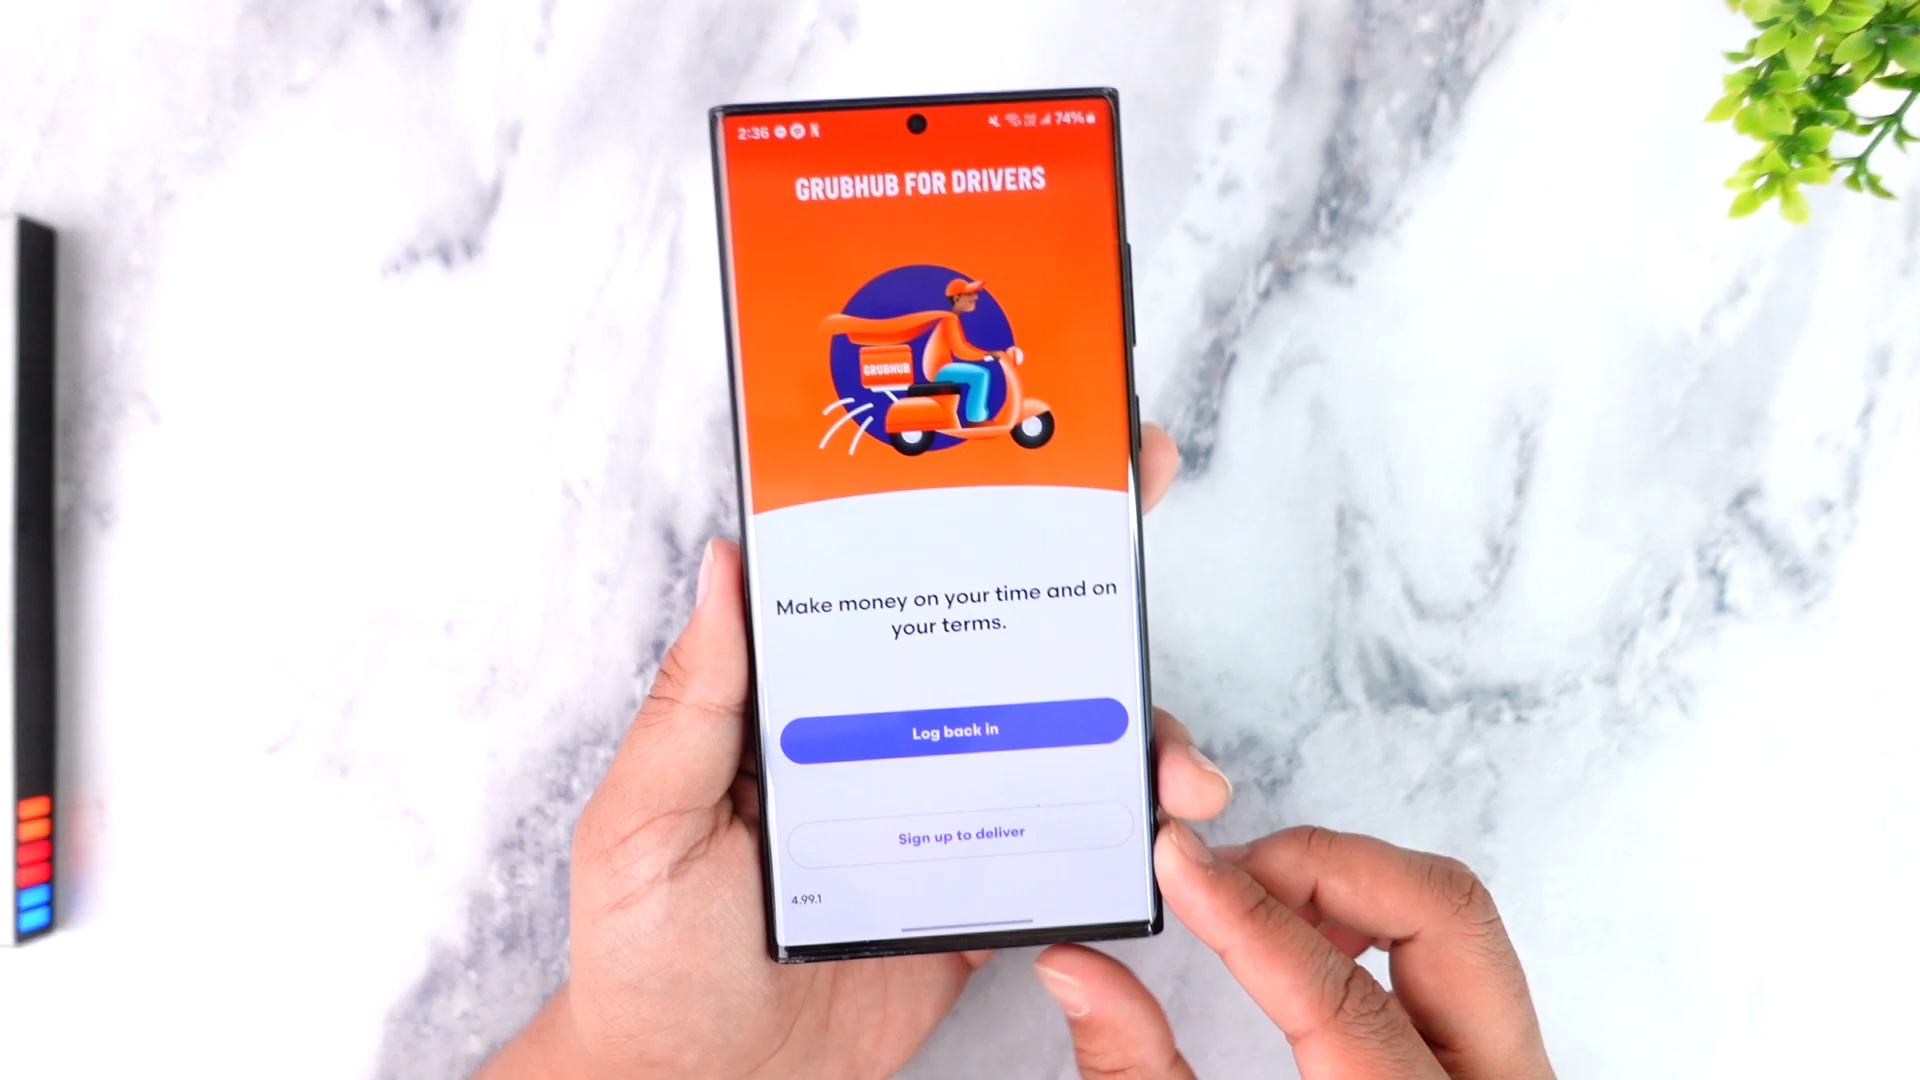 2:36 N 74%
GRUBHUB FOR DRIVERS
GRUBHUB
Make money on your time and on
your terms.
Log back in
Sign up to deliver
4.99.1